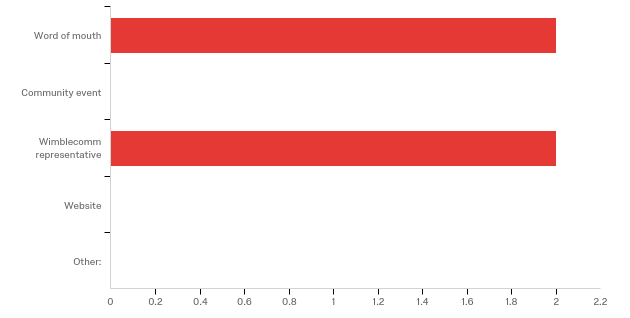 Word of mouth
Community event
Wimblecomm
representative
Website
Other:
0 0.2 0.4 0.6 0.8 1 1.2 1.4 1.6 1.8 2 2.2